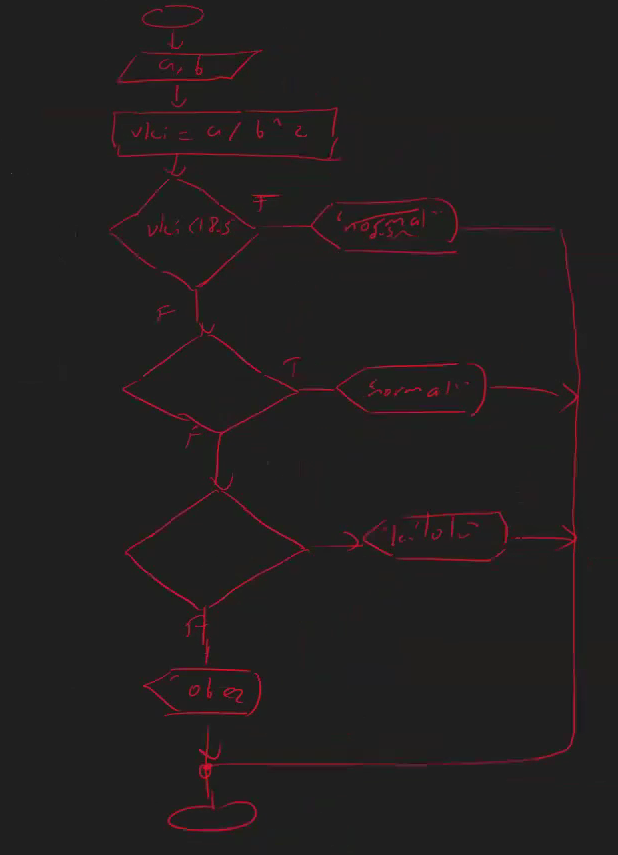 a, b
vki = a / b ^ 2
vki < 18.5
T
F
T
"normal"
F
"kilolu"
F
"obez"